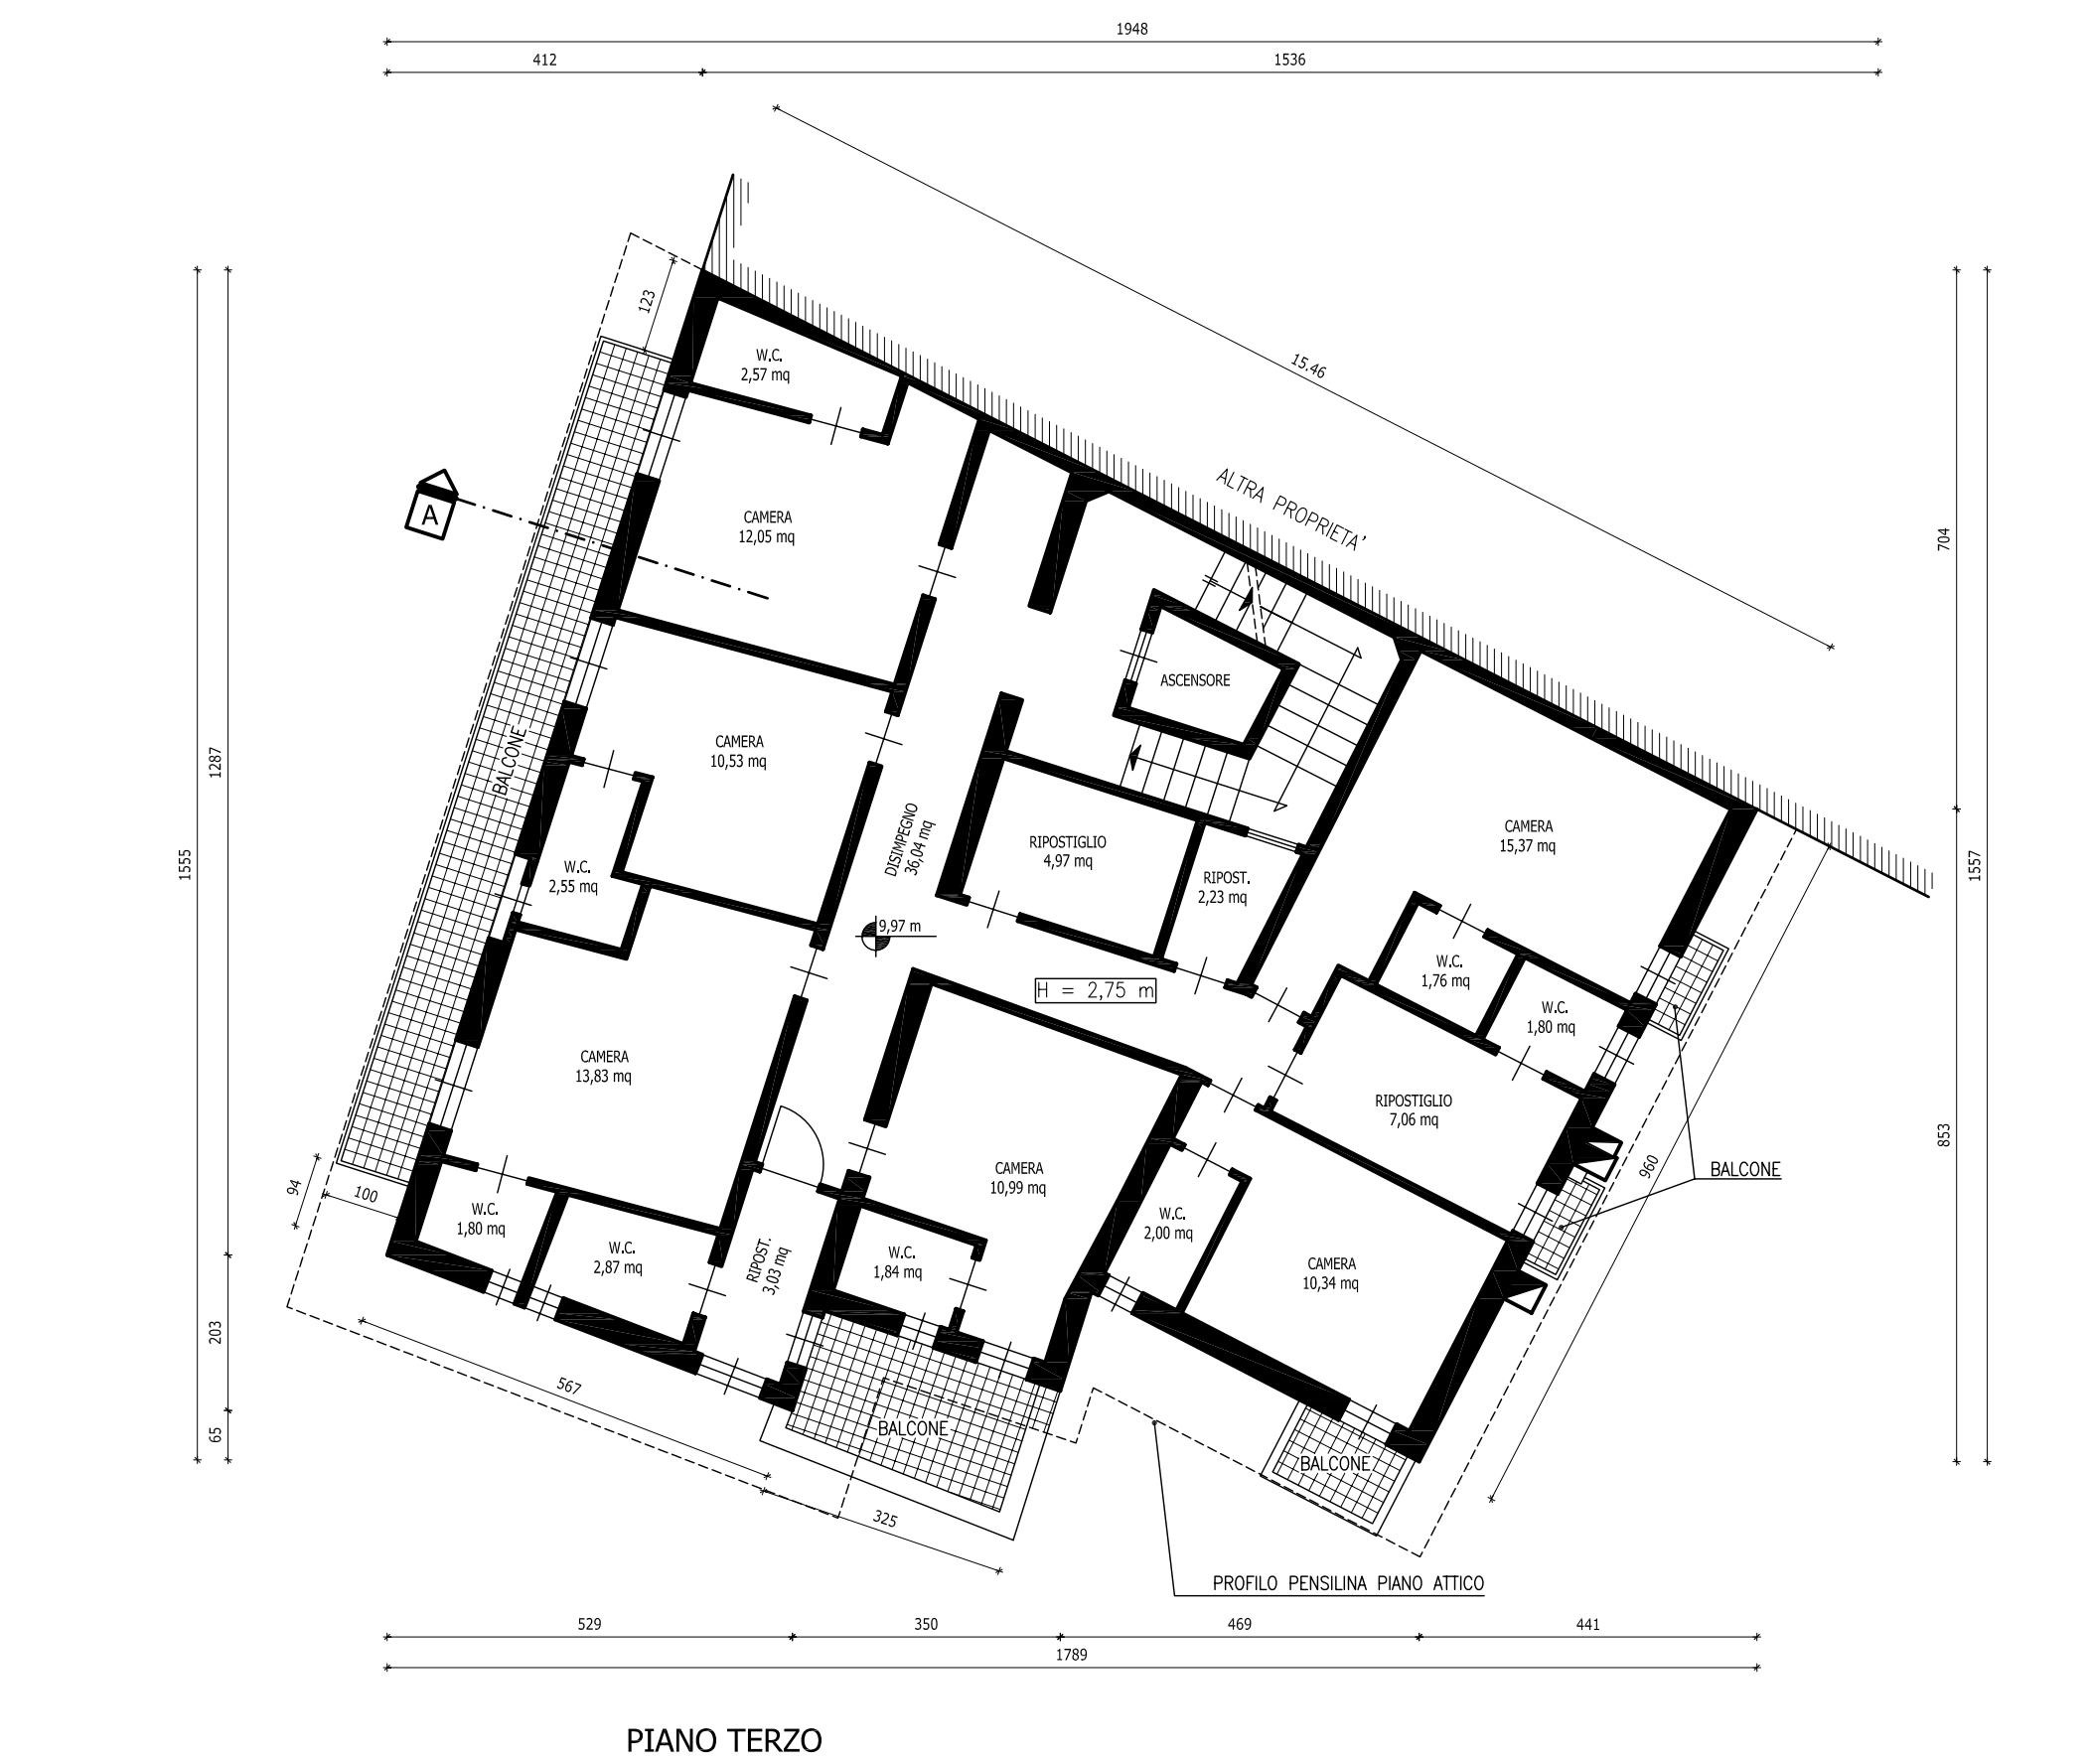 1948
412
1536
15.46
123
W.C.
2,57 mq
ALTRA PROPRIETA'
A
CAMERA
12,05 mq
704
ASCENSORE
BALCONE
CAMERA
10,53 mq
1287
DISIMPEGNO
36,04 mq
RIPOSTIGLIO
4,97 mq
CAMERA
15,37 mq
1555
1557
W.C.
2,55 mq
RIPOST.
2,23 mq
9,97 m
H = 2,75 m
W.C.
1,76 mq
W.C.
1,80 mq
CAMERA
13,83 mq
RIPOSTIGLIO
7,06 mq
853
960
BALCONE
CAMERA
10,99 mq
94
100
W.C.
1,80 mq
W.C.
2,87 mq
RIPOST.
3,03 mq
W.C.
1,84 mq
W.C.
2,00 mq
CAMERA
10,34 mq
203
567
BALCONE
65
BALCONE
325
PROFILO PENSILINA PIANO ATTICO
529
350
469
441
1789
PIANO TERZO